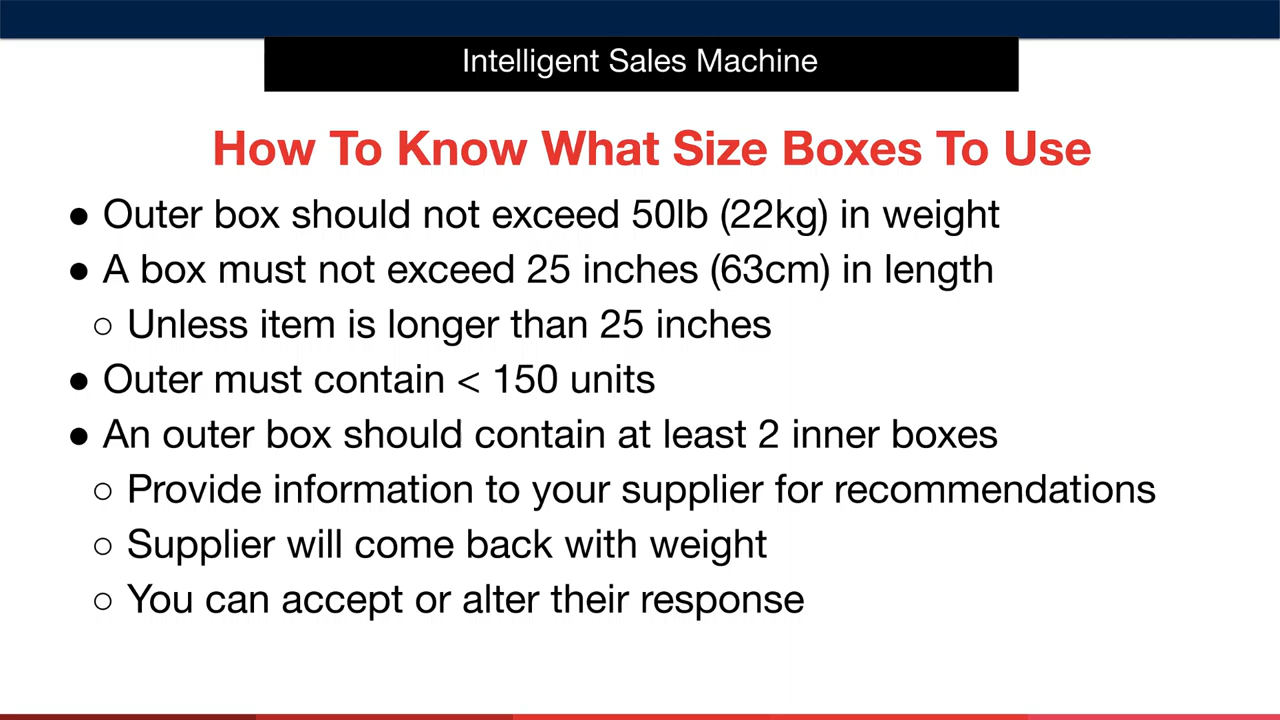 Intelligent Sales Machine
How To Know What Size Boxes To Use
● Outer box should not exceed 50lb (22kg) in weight
● A box must not exceed 25 inches (63cm) in length
○ Unless item is longer than 25 inches
● Outer must contain < 150 units
● An outer box should contain at least 2 inner boxes
○ Provide information to your supplier for recommendations
○ Supplier will come back with weight
○ You can accept or alter their response